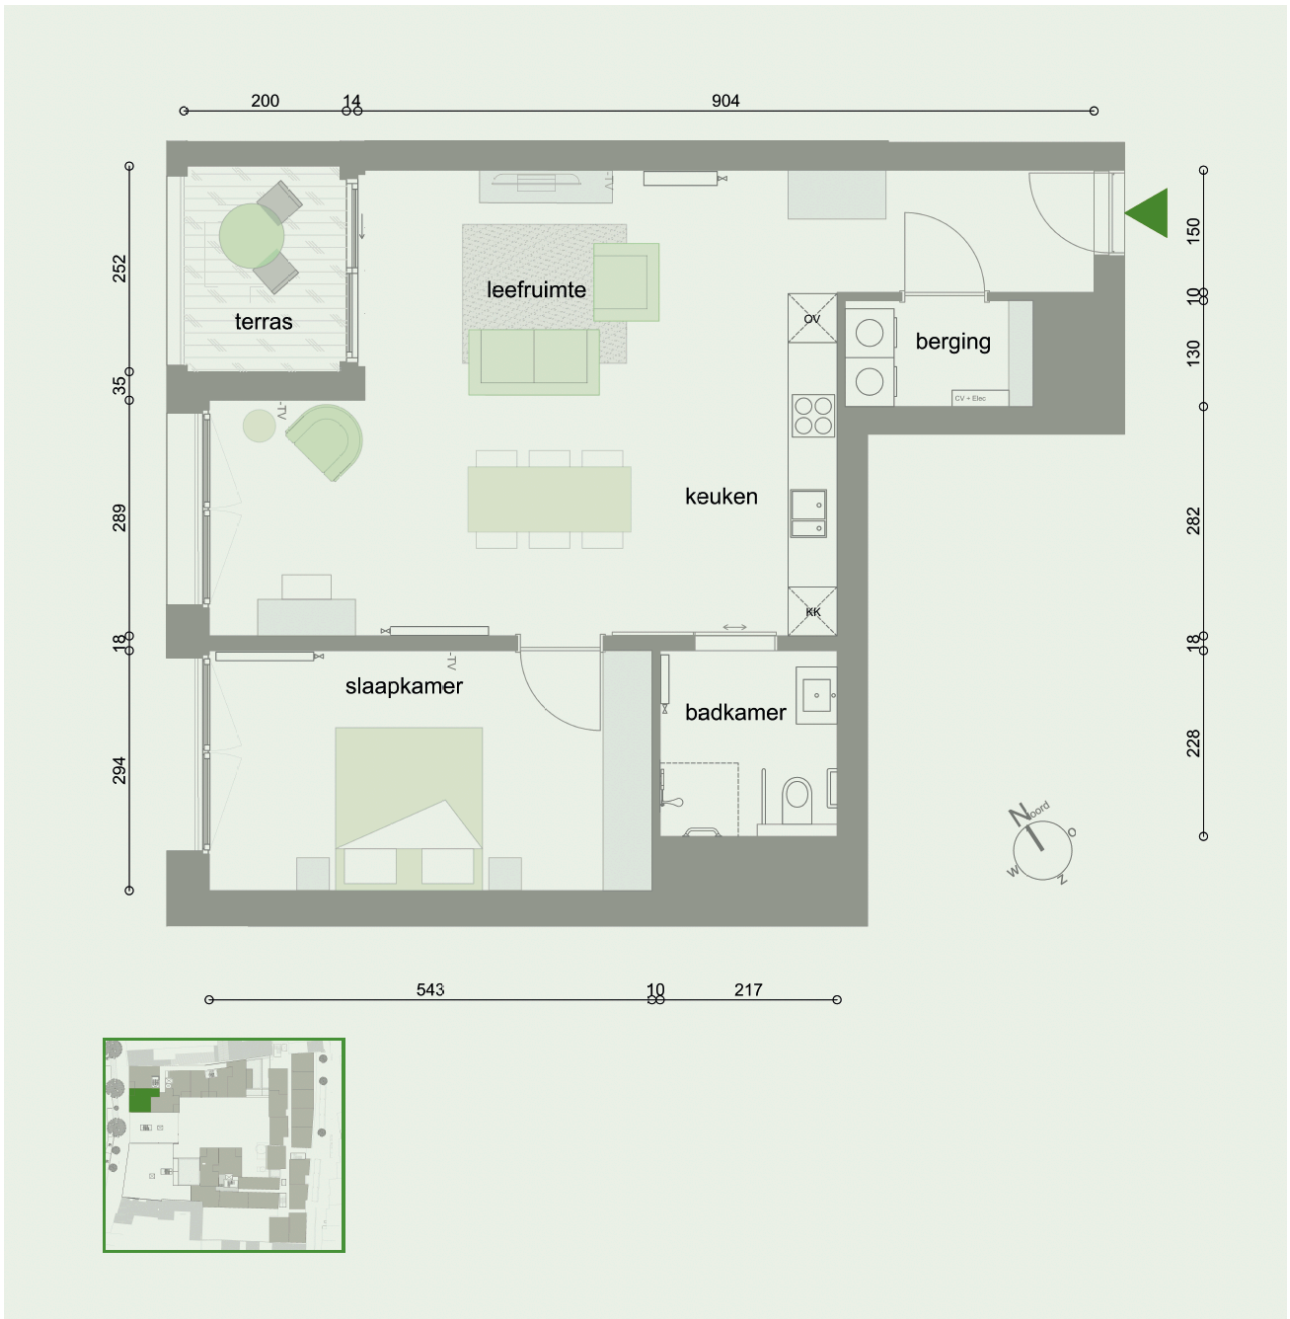 200 14 904
252
35
289
18
294
150
10
130
282
18
228
-TV
terras
leefruimte
OV
berging
CV + Elec
-TV
keuken
KK
-TV
slaapkamer
badkamer
Noord
O
W
Z
543 10 217